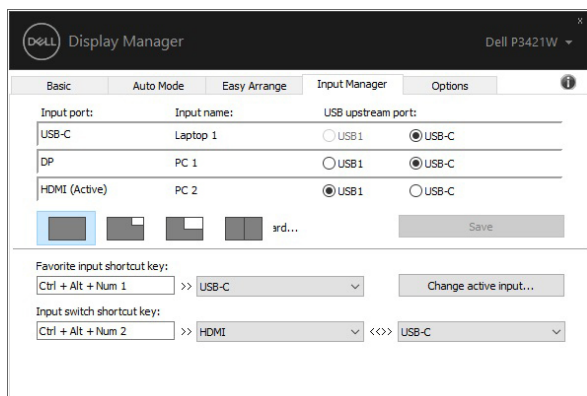 DELL Display Manager Dell P3421W
x
Basic Auto Mode Easy Arrange Input Manager Options i
Input port: Input name: USB upstream port:
USB-C Laptop 1 USB1 USB-C
DP PC 1 USB1 USB-C
HDMI (Active) PC 2 USB1 USB-C
ard... Save
Favorite input shortcut key:
Ctrl + Alt + Num 1 >> USB-C Change active input...
Input switch shortcut key:
Ctrl + Alt + Num 2 >> HDMI <<>> USB-C